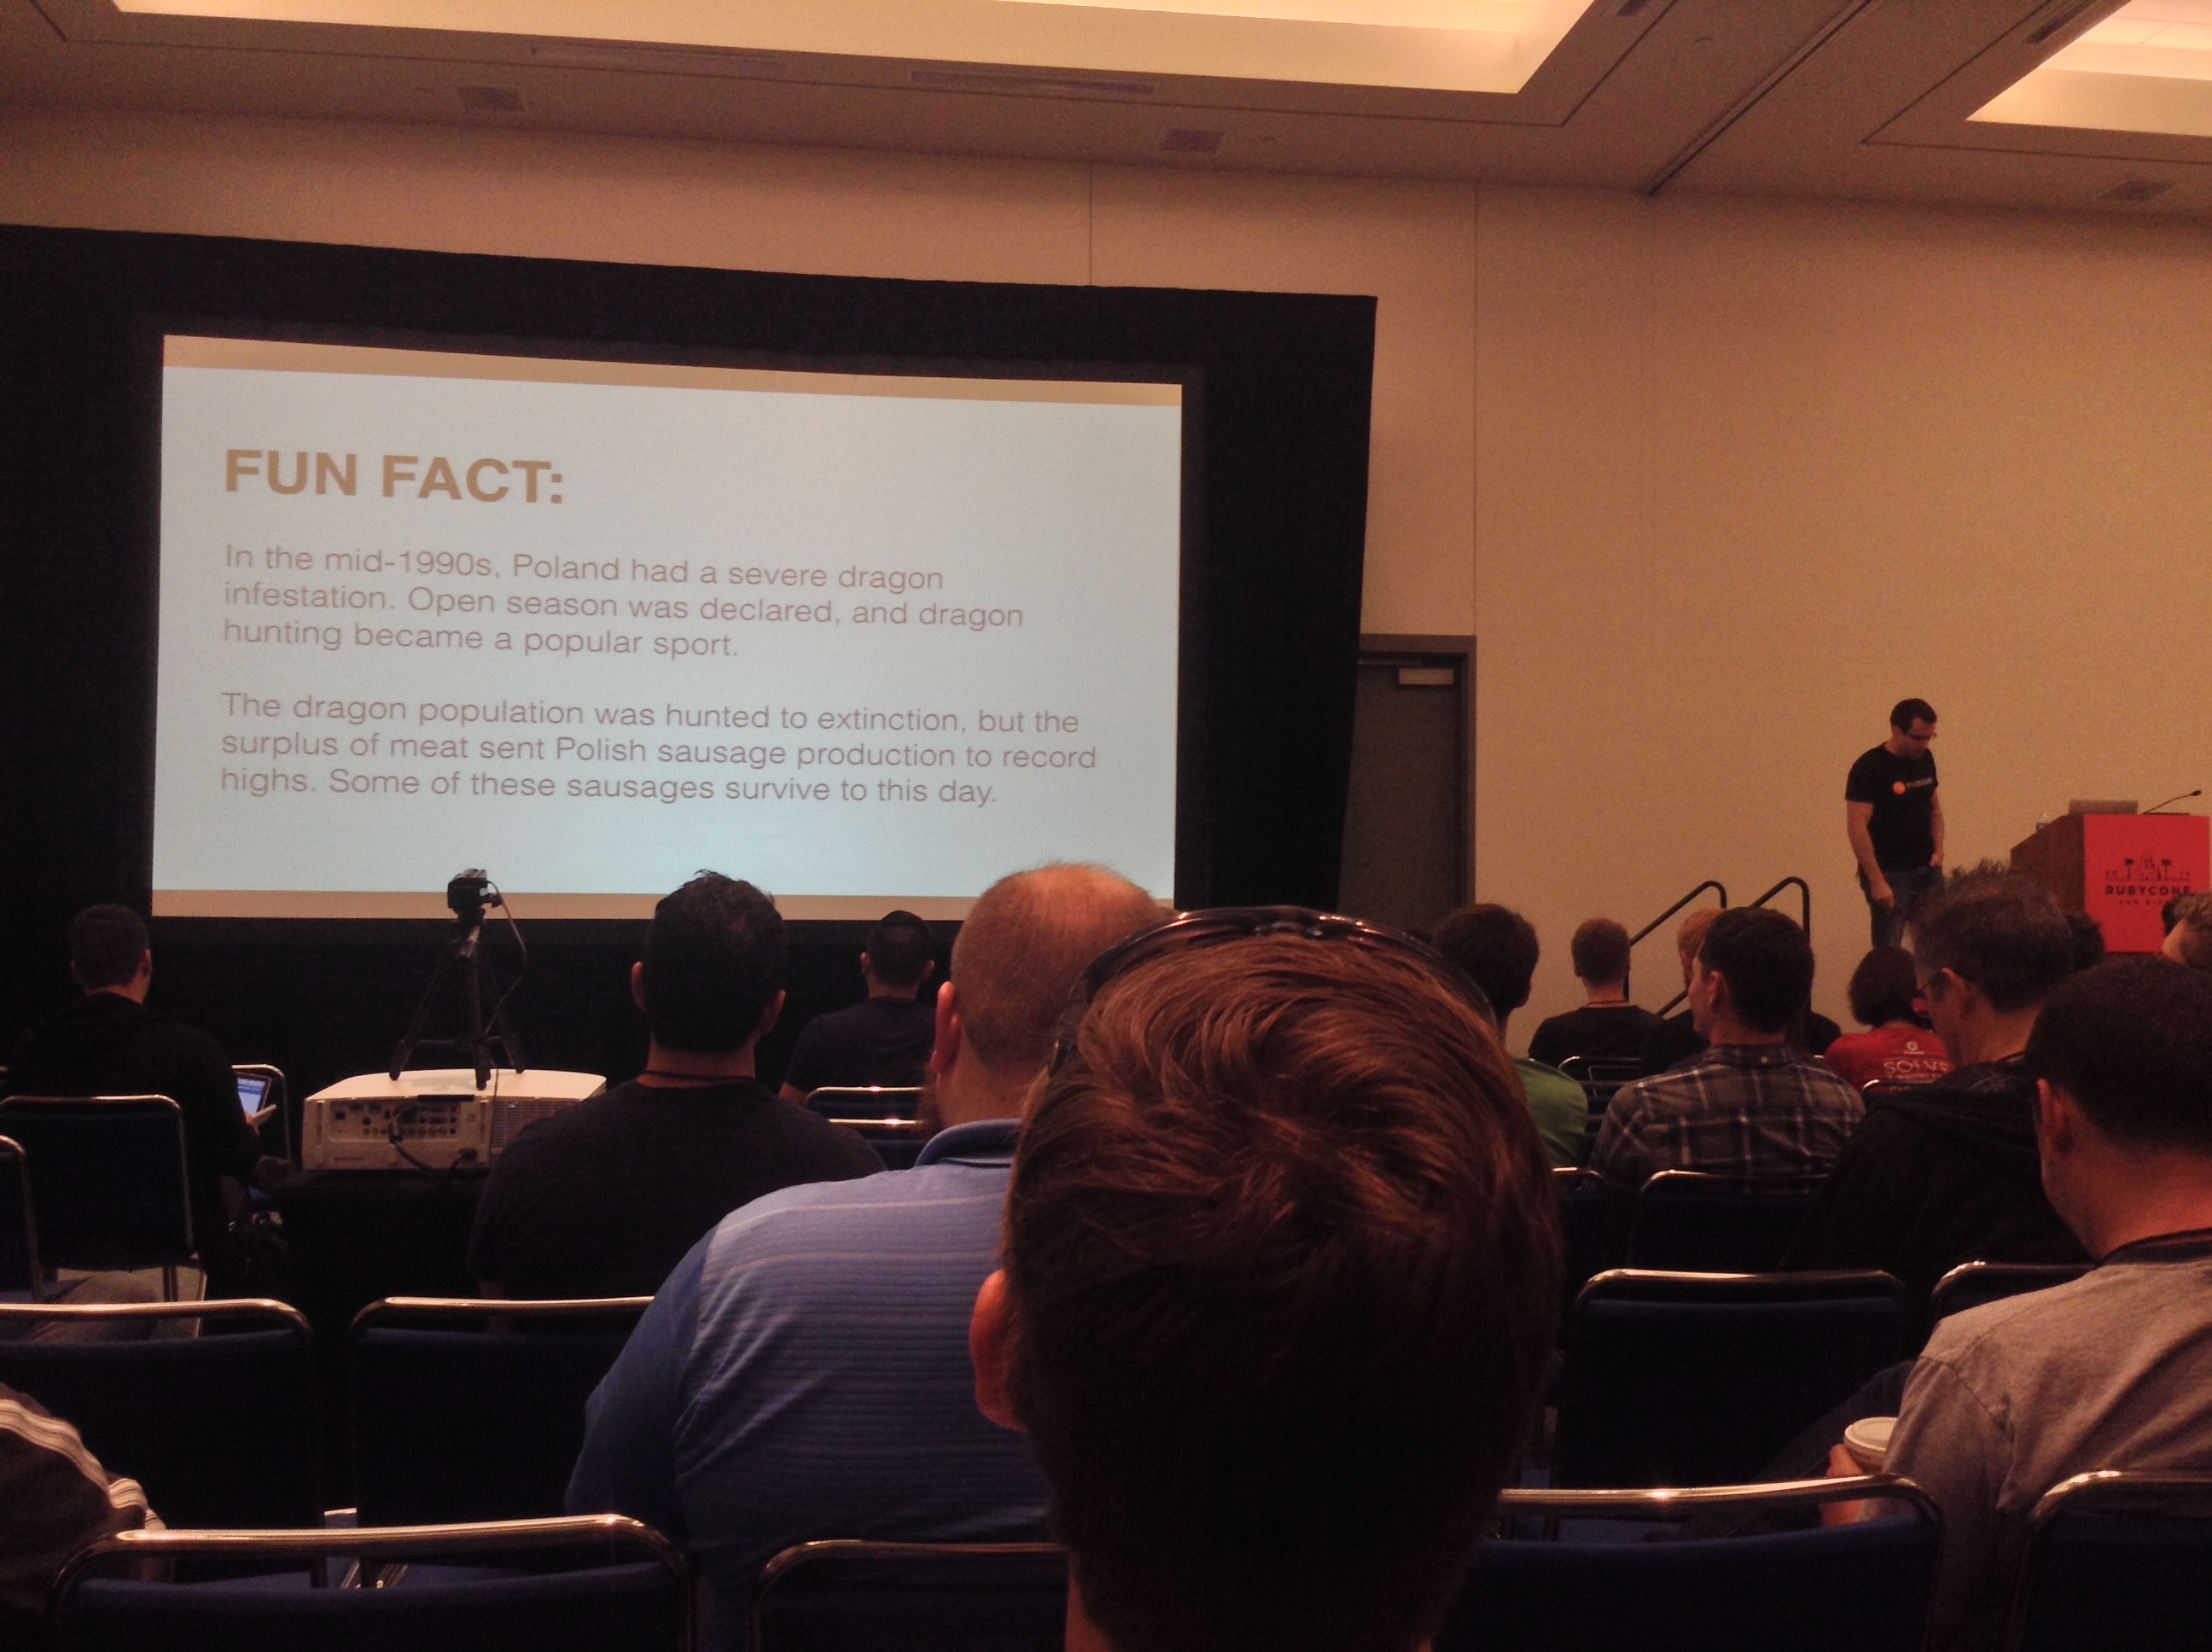 FUN FACT:
In the mid-1990s, Poland had a severe dragon
infestation. Open season was declared, and dragon
hunting became a popular sport.
The dragon population was hunted to extinction, but the
surplus of meat sent Polish sausage production to record
highs. Some of these sausages survive to this day.
RUBYCONF
SAN
SOLVE